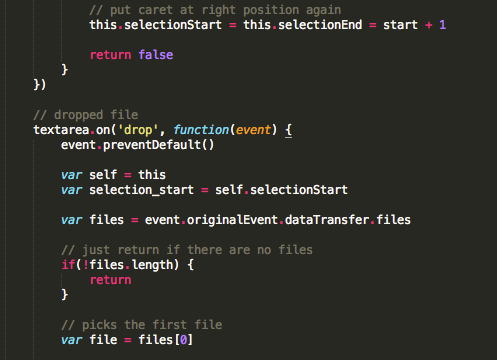 // put caret at right position again
this.selectionStart = this.selectionEnd = start + 1
return false
}
})
// dropped file
textarea.on('drop', function(event) {
event.preventDefault()
var self = this
var selection_start = self.selectionStart
var files = event.originalEvent.dataTransfer.files
// just return if there are no files
if(!files.length) {
return
}
// picks the first file
var file = files[0]